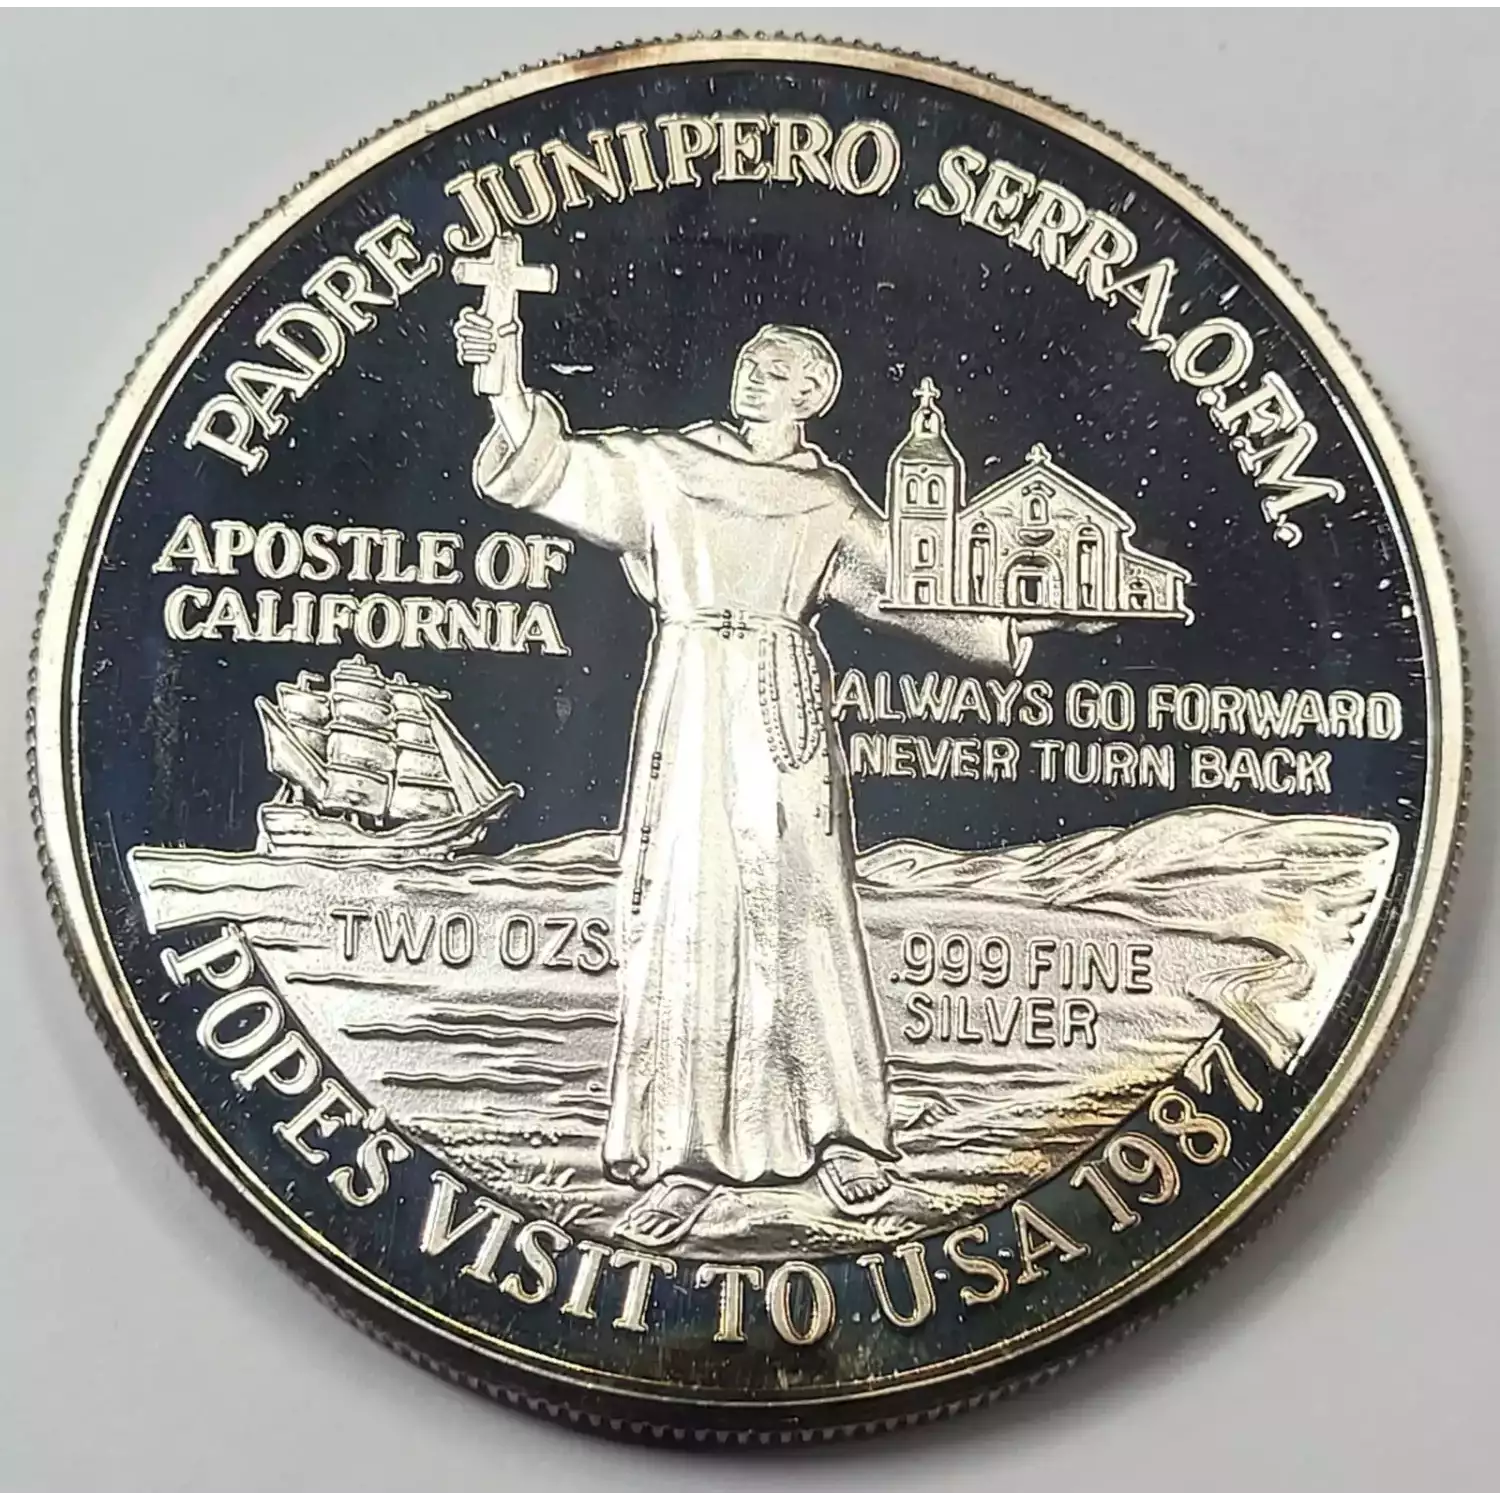 PADRE JUNIPERO SERRA, O.F.M.
APOSTLE OF
CALIFORNIA
ALWAYS GO FORWARD
NEVER TURN BACK
TWO OZS.
.999 FINE
SILVER
POPE'S VISIT TO U.S.A 1987